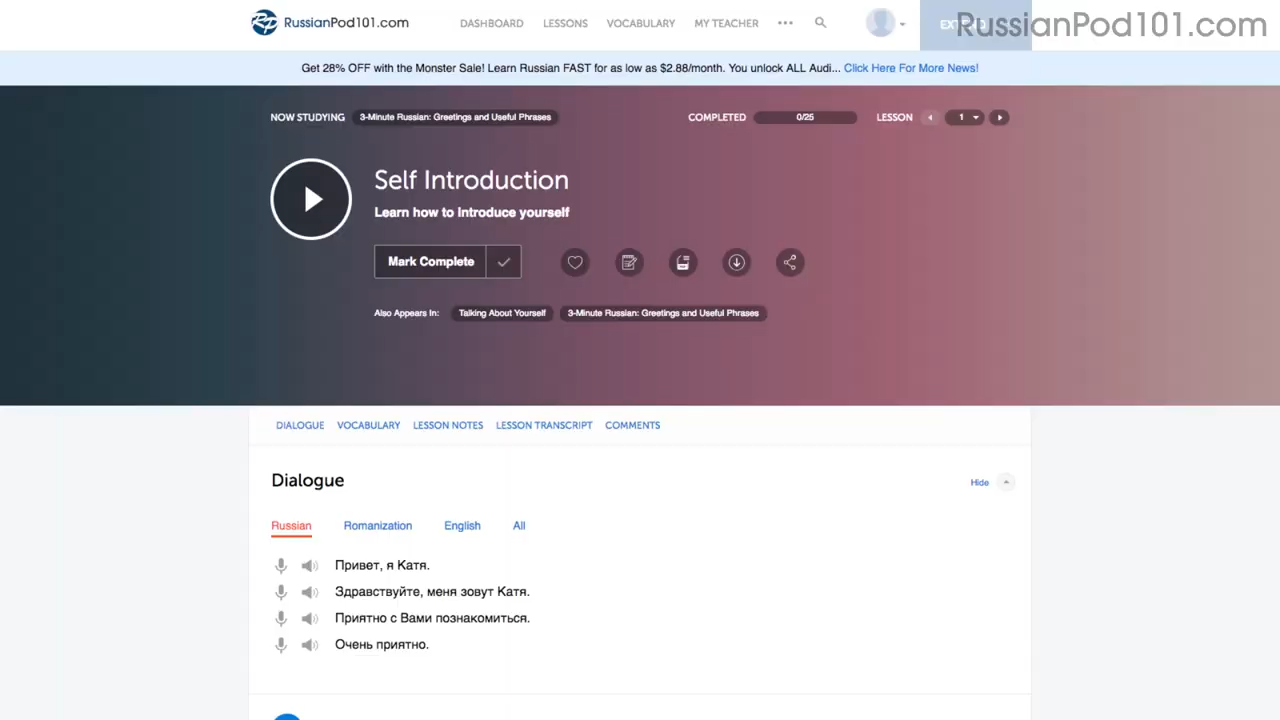 RussianPod101.com
DASHBOARD LESSONS VOCABULARY MY TEACHER
RussianPod101.com
Get 28% OFF with the Monster Sale! Learn Russian FAST for as low as $2.88/month. You unlock ALL Audi... Click Here For More News!
NOW STUDYING 3-Minute Russian: Greetings and Useful Phrases COMPLETED 0/25 LESSON 1
Self Introduction
Learn how to Introduce yourself
Mark Complete
Also Appears In: Talking About Yourself 3-Minute Russian: Greetings and Useful Phrases
DIALOGUE VOCABULARY LESSON NOTES LESSON TRANSCRIPT COMMENTS
Dialogue Hide
Russian Romanization English All
Привет, я Катя.
Здравствуйте, меня зовут Катя.
Приятно с Вами познакомиться.
Очень приятно.